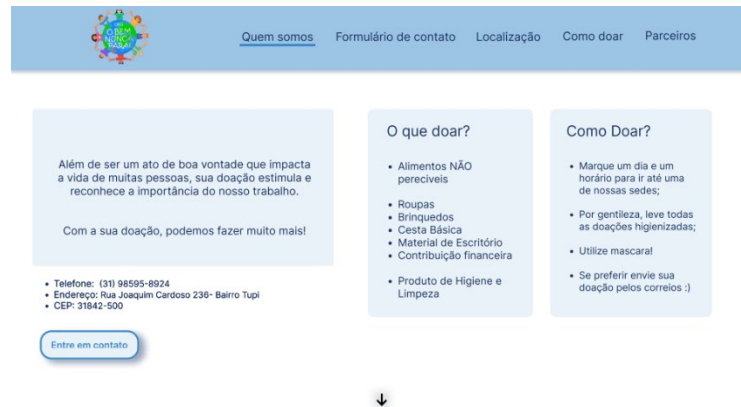 O BEM
NUNCA
PARA!
Quem somos
Formulário de contato
Localização
Como doar
Parceiros
Além de ser um ato de boa vontade que impacta
a vida de muitas pessoas, sua doação estimula e
reconhece a importância do nosso trabalho.
Com a sua doação, podemos fazer muito mais!
• Telefone: (31) 98595-8924
• Endereço: Rua Joaquim Cardoso 236- Bairro Tupi
• CEP: 31842-500
Entre em contato
O que doar?
• Alimentos NÃO
pereciveis
• Roupas
• Brinquedos
• Cesta Básica
• Material de Escritório
• Contribuição financeira
• Produto de Higiene e
Limpeza
Como Doar?
• Marque um dia e um
horário para ir até uma
de nossas sedes;
• Por gentileza, leve todas
as doações higienizadas;
• Utilize mascara!
• Se preferir envie sua
doação pelos correios :)